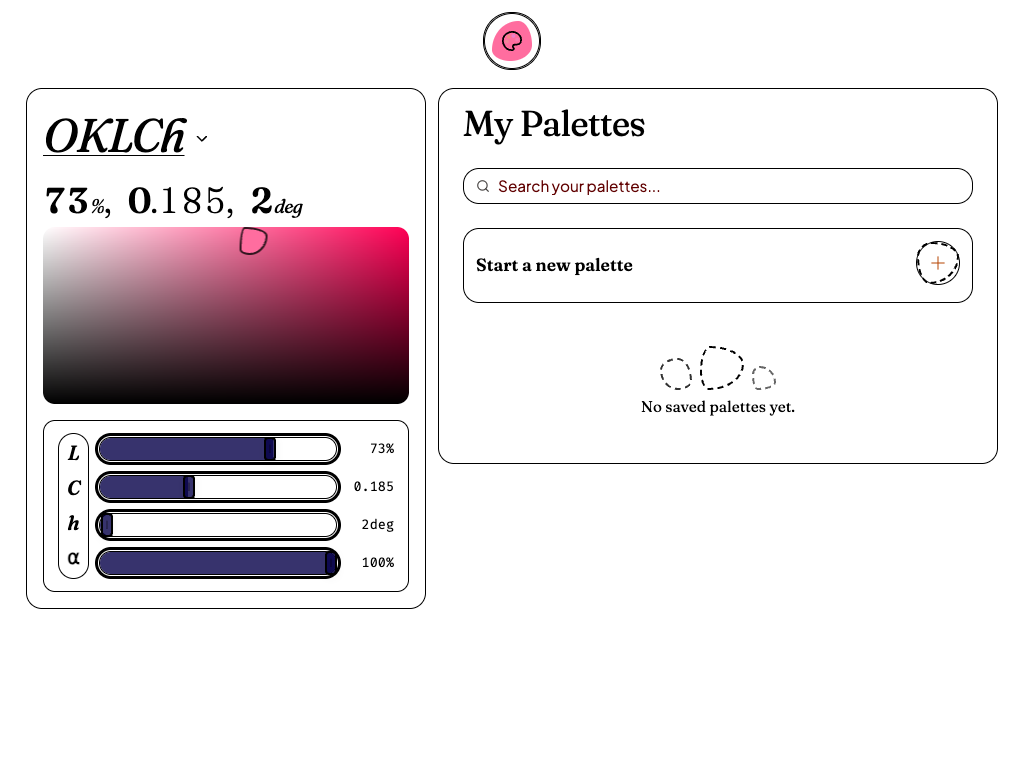 OKLCh
73%, 0.185, 2deg
L 73%
C 0.185
h 2deg
α 100%
My Palettes
Search your palettes...
Start a new palette
No saved palettes yet.